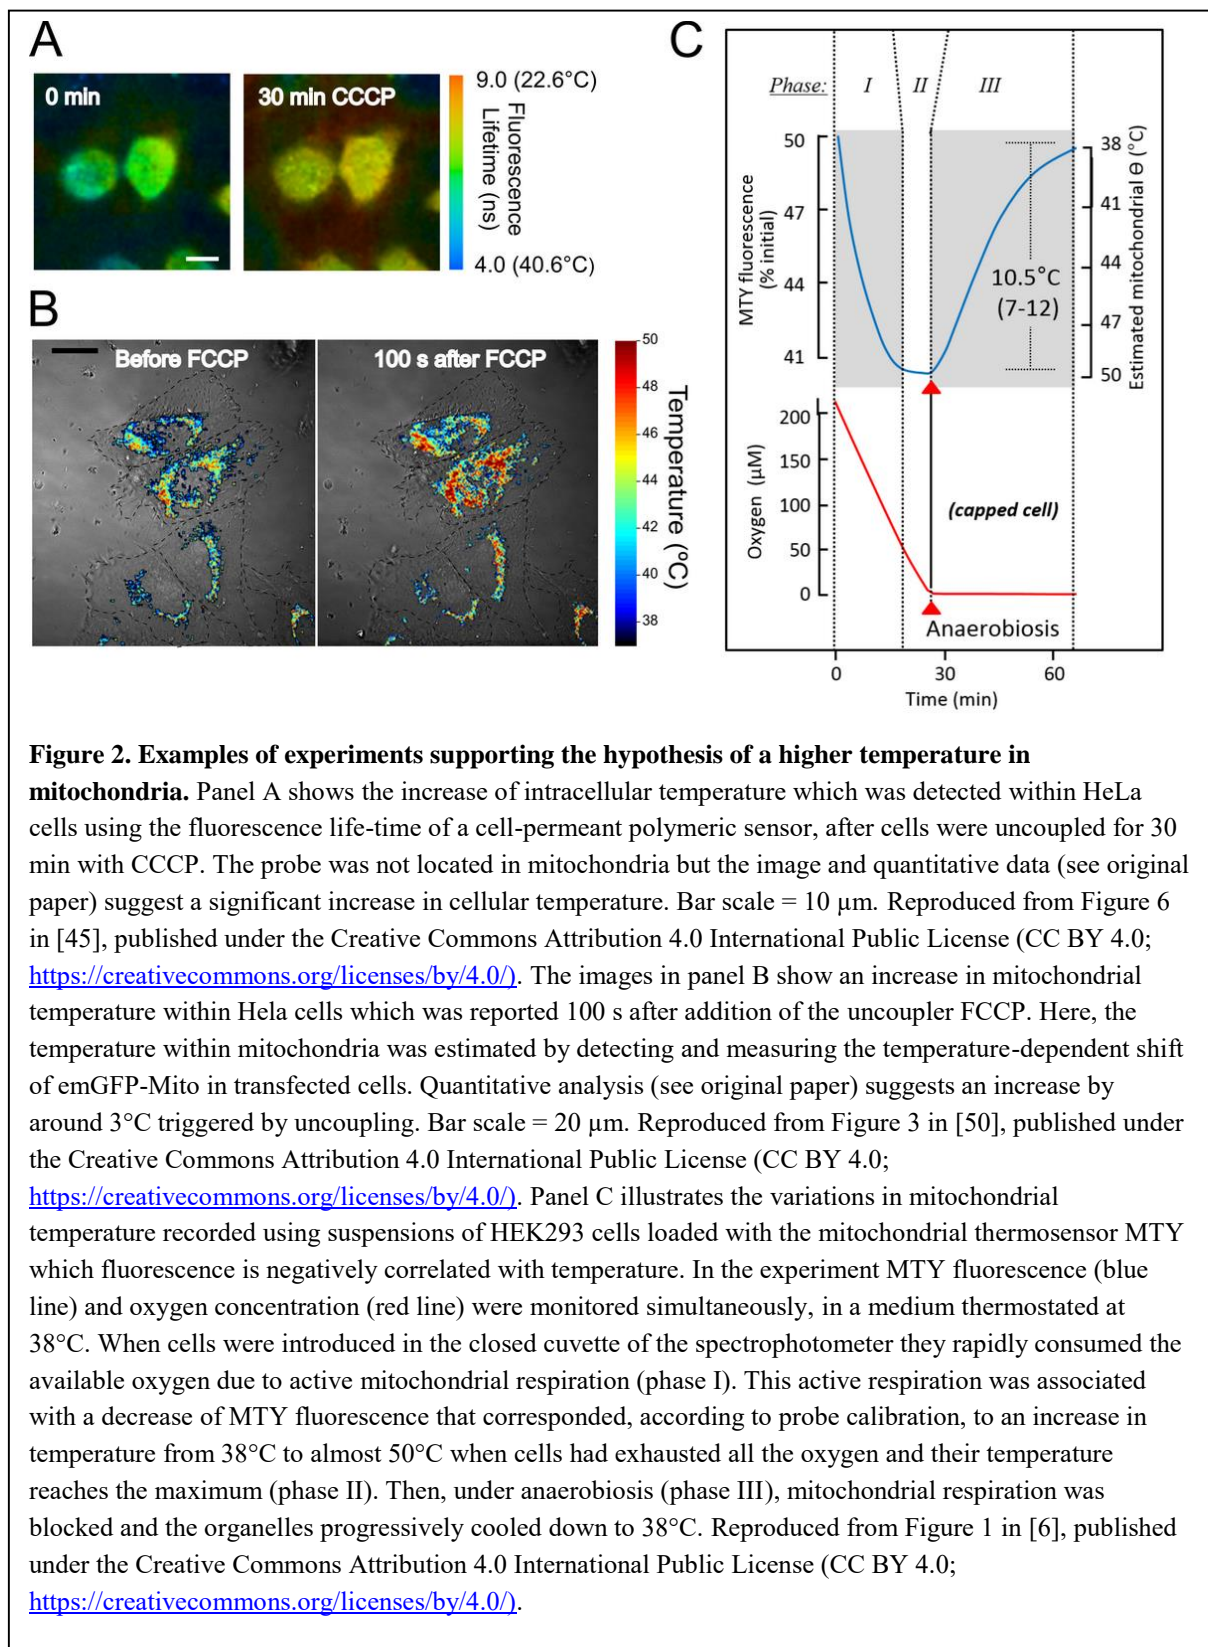 A
0 min
30 min CCCP
9.0 (22.6°C)
Fluorescence
Lifetime (ns)
4.0 (40.6°C)
B
Before FCCP
100 s after FCCP
50
48
46
44
42
40
38
Temperature (ºC)
C
Phase:
I
II
III
50
47
44
41
MTY fluorescence
(% initial)
10.5°C
(7-12)
38
41
44
47
50
Estimated mitochondrial Θ (°C)
200
150
100
50
0
Oxygen (µM)
(capped cell)
Anaerobiosis
0
30
60
Time (min)
Figure 2. Examples of experiments supporting the hypothesis of a higher temperature in
mitochondria. Panel A shows the increase of intracellular temperature which was detected within HeLa
cells using the fluorescence life-time of a cell-permeant polymeric sensor, after cells were uncoupled for 30
min with CCCP. The probe was not located in mitochondria but the image and quantitative data (see original
paper) suggest a significant increase in cellular temperature. Bar scale = 10 µm. Reproduced from Figure 6
in [45], published under the Creative Commons Attribution 4.0 International Public License (CC BY 4.0;
https://creativecommons.org/licenses/by/4.0/). The images in panel B show an increase in mitochondrial
temperature within Hela cells which was reported 100 s after addition of the uncoupler FCCP. Here, the
temperature within mitochondria was estimated by detecting and measuring the temperature-dependent shift
of emGFP-Mito in transfected cells. Quantitative analysis (see original paper) suggests an increase by
around 3°C triggered by uncoupling. Bar scale = 20 µm. Reproduced from Figure 3 in [50], published under
the Creative Commons Attribution 4.0 International Public License (CC BY 4.0;
https://creativecommons.org/licenses/by/4.0/). Panel C illustrates the variations in mitochondrial
temperature recorded using suspensions of HEK293 cells loaded with the mitochondrial thermosensor MTY
which fluorescence is negatively correlated with temperature. In the experiment MTY fluorescence (blue
line) and oxygen concentration (red line) were monitored simultaneously, in a medium thermostated at
38°C. When cells were introduced in the closed cuvette of the spectrophotometer they rapidly consumed the
available oxygen due to active mitochondrial respiration (phase I). This active respiration was associated
with a decrease of MTY fluorescence that corresponded, according to probe calibration, to an increase in
temperature from 38°C to almost 50°C when cells had exhausted all the oxygen and their temperature
reaches the maximum (phase II). Then, under anaerobiosis (phase III), mitochondrial respiration was
blocked and the organelles progressively cooled down to 38°C. Reproduced from Figure 1 in [6], published
under the Creative Commons Attribution 4.0 International Public License (CC BY 4.0;
https://creativecommons.org/licenses/by/4.0/).